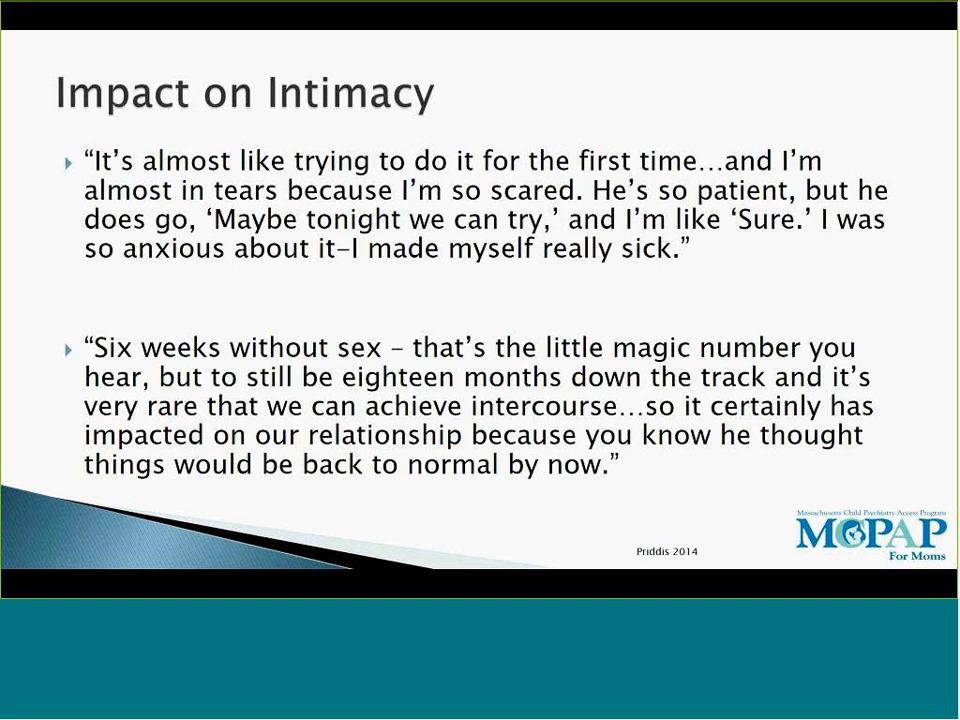 Impact on Intimacy
“It’s almost like trying to do it for the first time…and I’m
almost in tears because I’m so scared. He’s so patient, but he
does go, ‘Maybe tonight we can try,’ and I’m like ‘Sure.’ I was
so anxious about it-I made myself really sick.”
“Six weeks without sex – that’s the little magic number you
hear, but to still be eighteen months down the track and it’s
very rare that we can achieve intercourse…so it certainly has
impacted on our relationship because you know he thought
things would be back to normal by now.”
Massachusetts Child Psychiatry Access Program
MCPAP
For Moms
Priddis 2014